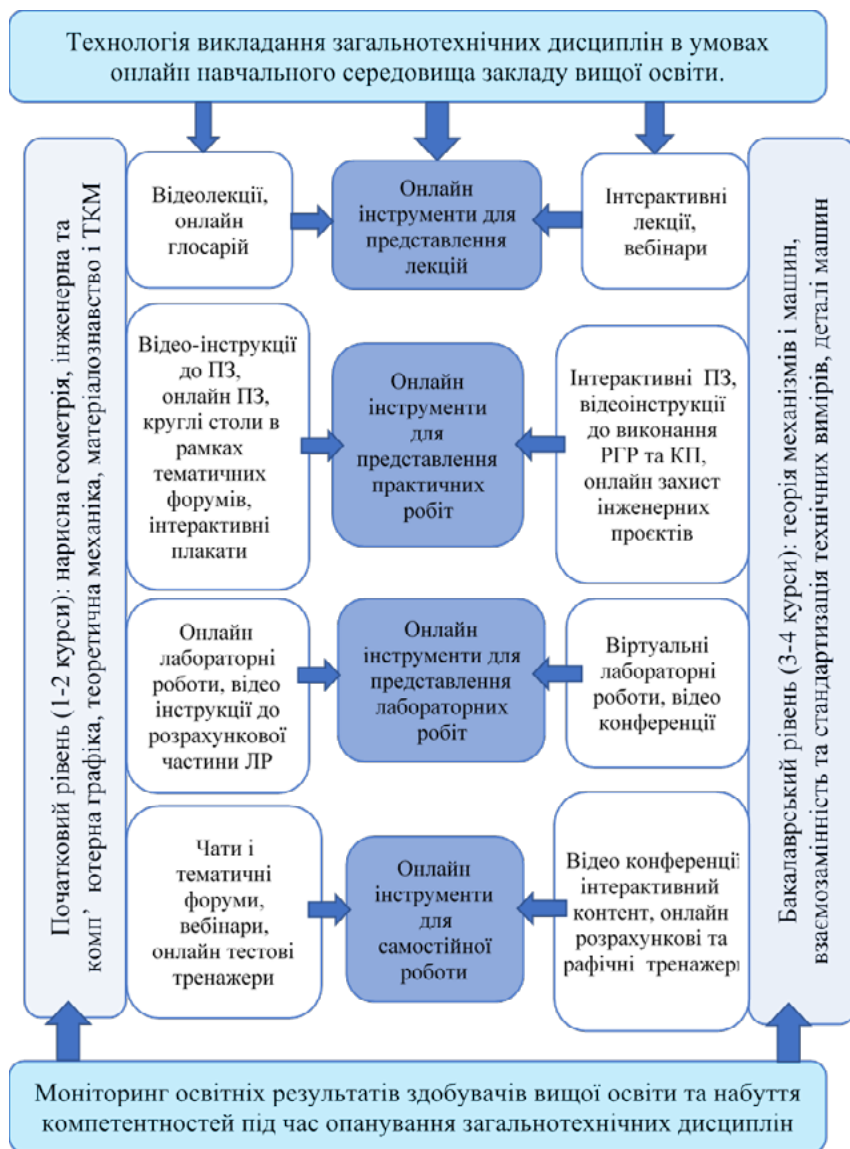 Технологія викладання загальнотехнічних дисциплін в умовах
онлайн навчального середовища закладу вищої освіти.
Початковий рівень (1-2 курси): нарисна геометрія, інженерна та
комп’ ютерна графіка, теоретична механіка, матеріалознавство і ТКМ
Відеолекції,
онлайн
глосарій
Онлайн
інструменти для
представлення
лекцій
Інтерактивні
лекції,
вебінари
Відео-інструкції
до ПЗ,
онлайн ПЗ,
круглі столи в
рамках
тематичних
форумів,
інтерактивні
плакати
Онлайн
інструменти
для
представлення
практичних
робіт
Інтерактивні ПЗ,
відеоінструкції
до виконання
РГР та КП,
онлайн захист
інженерних
проєктів
Онлайн
лабораторні
роботи, відео
інструкції до
розрахункової
частини ЛР
Онлайн
інструменти для
представлення
лабораторних
робіт
Віртуальні
лабораторні
роботи, відео
конференції
Чати і
тематичні
форуми,
вебінари,
онлайн тестові
тренажери
Онлайн
інструменти
для
самостійної
роботи
Відео конференції
інтерактивний
контент, онлайн
розрахункові та
рафічні тренажері
Бакалаврський рівень (3-4 курси): теорія механізмів і машин,
взаємозамінність та стандартизація технічних вимірів, деталі машин
Моніторинг освітніх результатів здобувачів вищої освіти та набуття
компетентностей під час опанування загальнотехнічних дисциплін